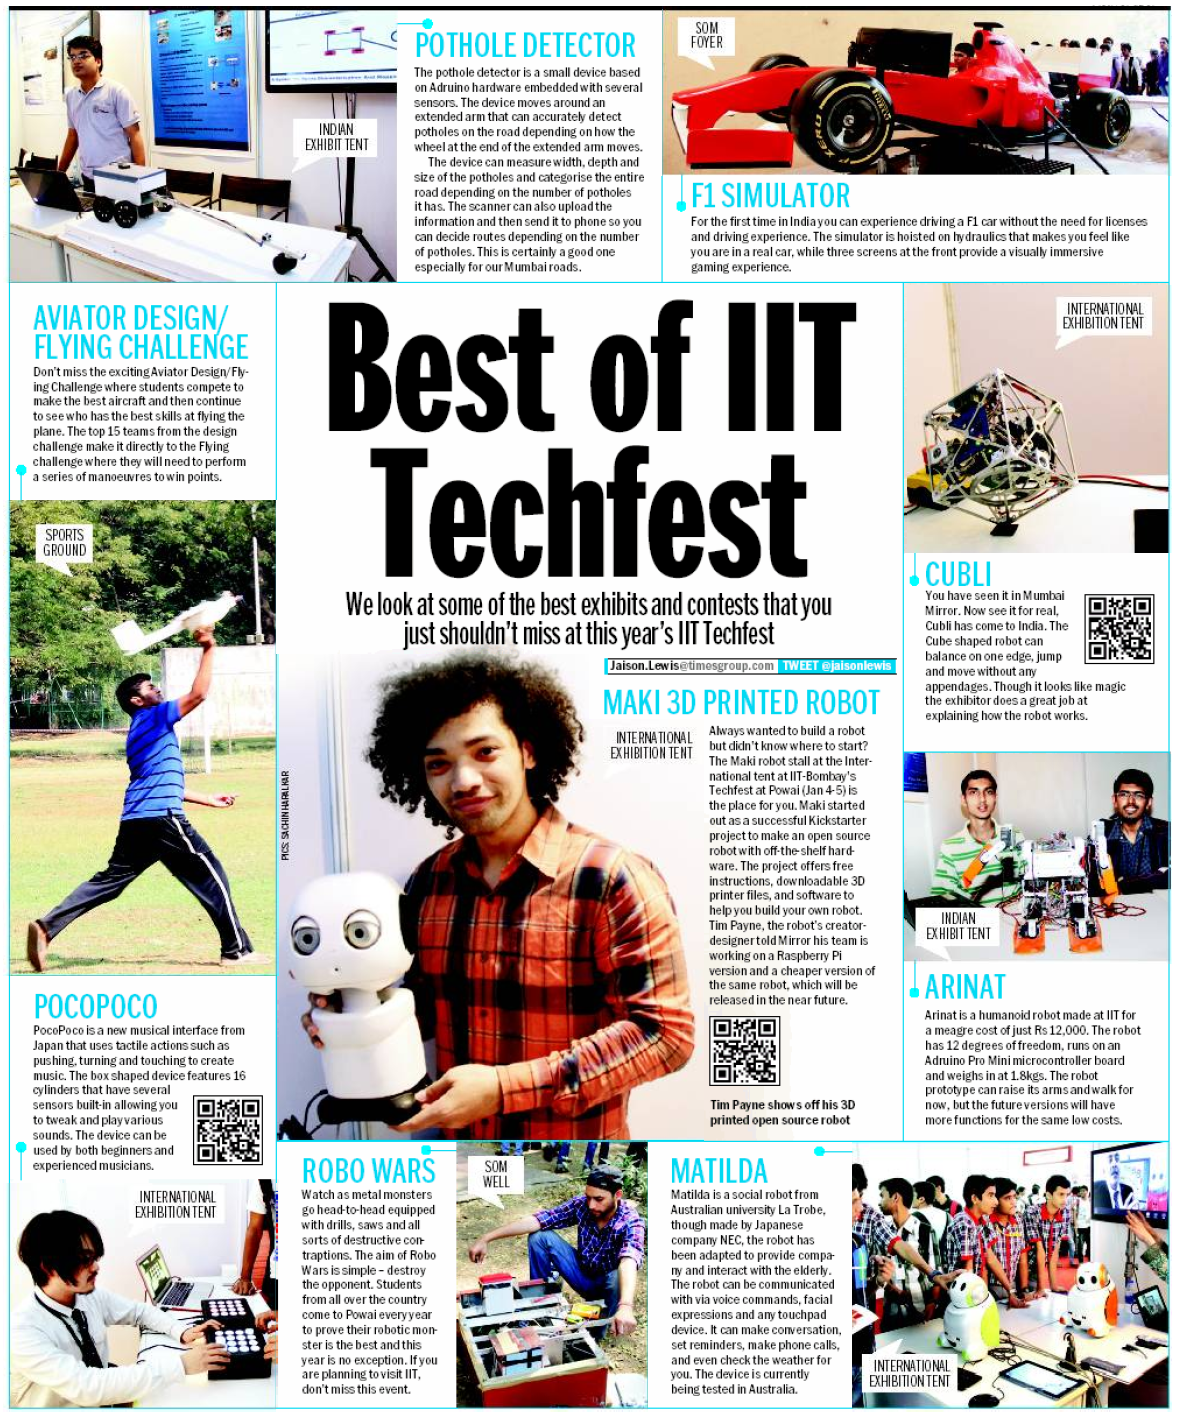 POTHOLE DETECTOR
The pothole detector is a small device based
on Adruino hardware embedded with several
sensors. The device moves around an
extended arm that can accurately detect
potholes on the road depending on how the
wheel at the end of the extended arm moves.
The device can measure width, depth and
size of the potholes and categorise the entire
road depending on the number of potholes
it has. The scanner can also upload the
information and then send it to phone so you
can decide routes depending on the number
of potholes. This is certainly a good one
especially for our Mumbai roads.
INDIAN
EXHIBIT TENT
SOM
FOYER
F1 SIMULATOR
For the first time in India you can experience driving a F1 car without the need for licenses
and driving experience. The simulator is hoisted on hydraulics that makes you feel like
you are in a real car, while three screens at the front provide a visually immersive
gaming experience.
AVIATOR DESIGN/
FLYING CHALLENGE
Don't miss the exciting Aviator Design/Fly-
ing Challenge where students compete to
make the best aircraft and then continue
to see who has the best skills at flying the
plane. The top 15 teams from the design
challenge make it directly to the Flying
challenge where they will need to perform
a series of manoeuvres to win points.
SPORTS
GROUND
Best of IIT
Techfest
We look at some of the best exhibits and contests that you
just shouldn't miss at this year's IIT Techfest
Jaison.Lewis@timesgroup.com TWEET @jaisonlewis
MAKI 3D PRINTED ROBOT
INTERNATIONAL
EXHIBITION TENT
Always wanted to build a robot
but didn't know where to start?
The Maki robot stall at the Inter-
national tent at IIT-Bombay's
Techfest at Powai (Jan 4-5) is
the place for you. Maki started
out as a successful Kickstarter
project to make an open source
robot with off-the-shelf hard-
ware. The project offers free
instructions, downloadable 3D
printer files, and software to
help you build your own robot.
Tim Payne, the robot's creator-
designer told Mirror his team is
working on a Raspberry Pi
version and a cheaper version of
the same robot, which will be
released in the near future.
Tim Payne shows off his 3D
printed open source robot
PICS: SACHIN HARALKAR
INTERNATIONAL
EXHIBITION TENT
CUBLI
You have seen it in Mumbai
Mirror. Now see it for real,
Cubli has come to India. The
Cube shaped robot can
balance on one edge, jump
and move without any
appendages. Though it looks like magic
the exhibitor does a great job at
explaining how the robot works.
INDIAN
EXHIBIT TENT
ARINAT
Arinat is a humanoid robot made at IIT for
a meagre cost of just Rs 12,000. The robot
has 12 degrees of freedom, runs on an
Adruino Pro Mini microcontroller board
and weighs in at 1.8kgs. The robot
prototype can raise its arms and walk for
now, but the future versions will have
more functions for the same low costs.
POCOPOCO
PocoPoco is a new musical interface from
Japan that uses tactile actions such as
pushing, turning and touching to create
music. The box shaped device features 16
cylinders that have several
sensors built-in allowing you
to tweak and play various
sounds. The device can be
used by both beginners and
experienced musicians.
INTERNATIONAL
EXHIBITION TENT
ROBO WARS
Watch as metal monsters
go head-to-head equipped
with drills, saws and all
sorts of destructive con-
traptions. The aim of Robo
Wars is simple – destroy
the opponent. Students
from all over the country
come to Powai every year
to prove their robotic mon-
ster is the best and this
year is no exception. If you
are planning to visit IIT,
don't miss this event.
SOM
WELL
MATILDA
Matilda is a social robot from
Australian university La Trobe,
though made by Japanese
company NEC, the robot has
been adapted to provide compa-
ny and interact with the elderly.
The robot can be communicated
with via voice commands, facial
expressions and any touchpad
device. It can make conversation,
set reminders, make phone calls,
and even check the weather for
you. The device is currently
being tested in Australia.
INTERNATIONAL
EXHIBITION TENT